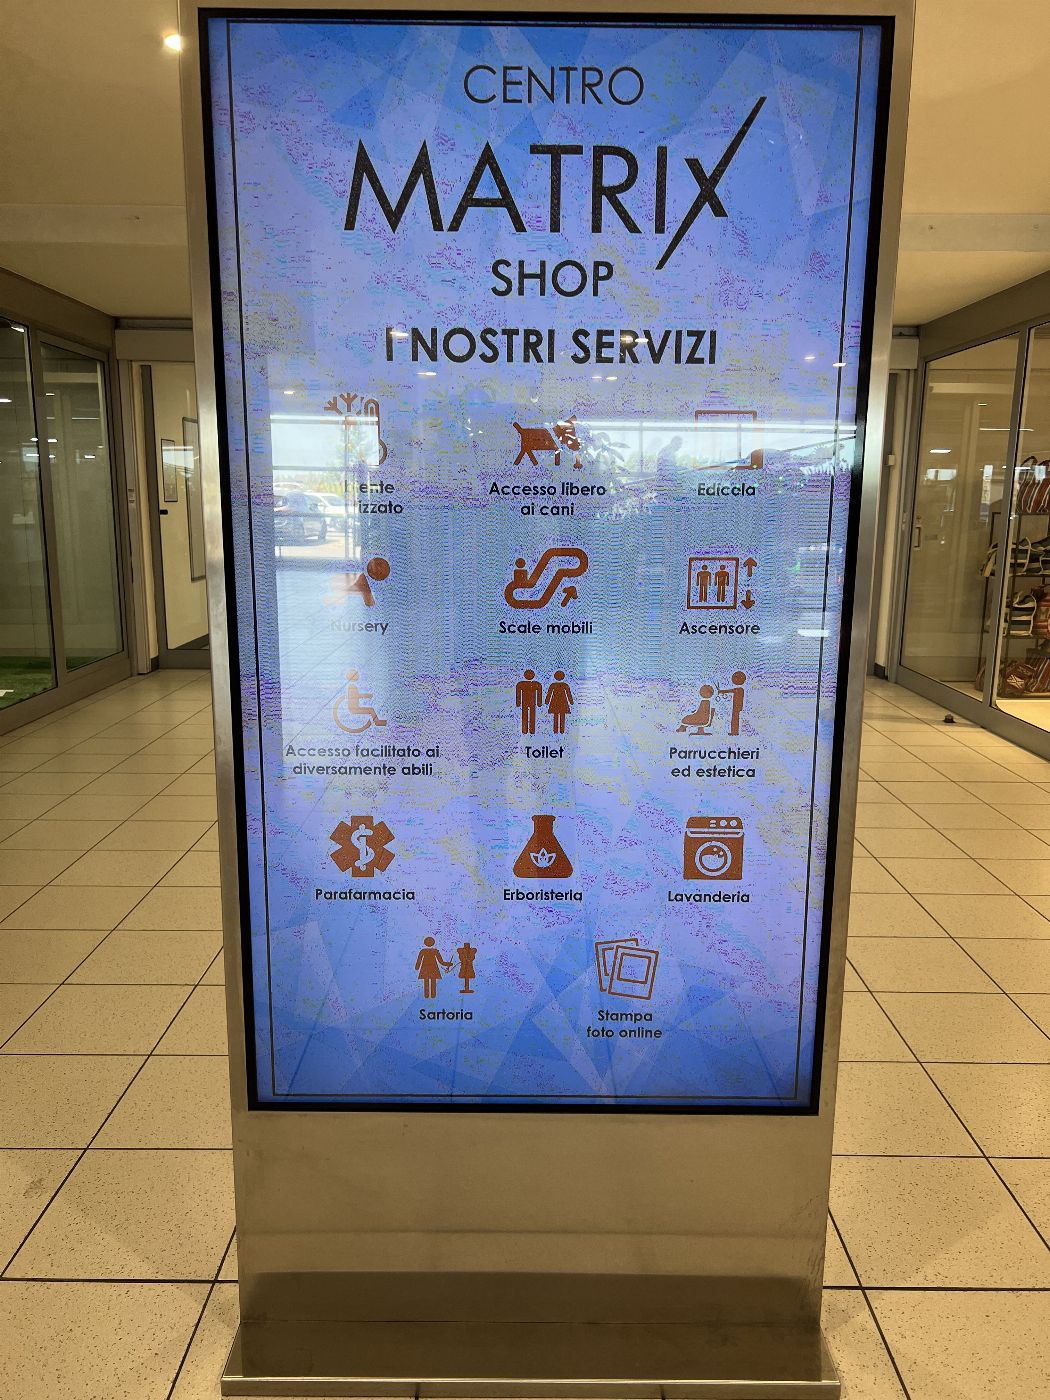 CENTRO
MATRIX
SHOP
I NOSTRI SERVIZI
Accesso libero
ai cani
Edicola
Nursery
Scale mobili
Ascensore
Accesso facilitato ai
diversamente abili
Toilet
Parrucchieri
ed estetica
Parafarmacia
Erboristeria
Lavanderia
Sartoria
Stampa
foto online